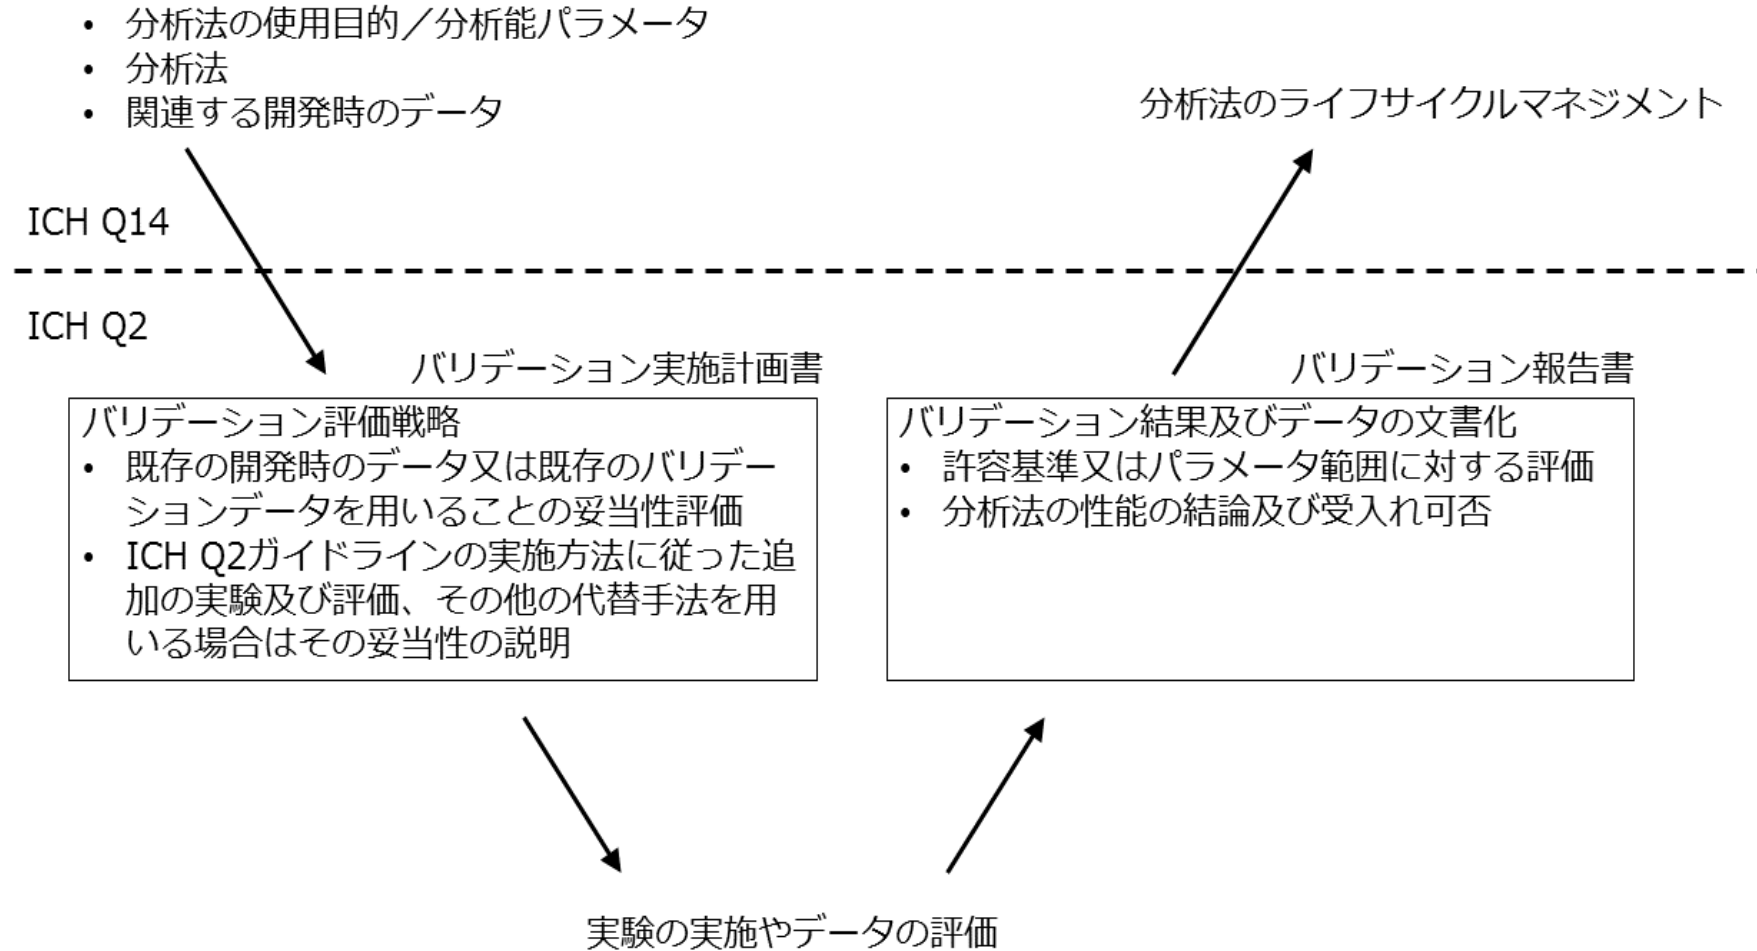 • 分析法の使用目的／分析能パラメータ
• 分析法
• 関連する開発時のデータ
分析法のライフサイクルマネジメント
ICH Q14
ICH Q2
バリデーション実施計画書
バリデーション評価戦略
• 既存の開発時のデータ又は既存のバリデー
ションデータを用いることの妥当性評価
• ICH Q2ガイドラインの実施方法に従った追
加の実験及び評価、その他の代替手法を用
いる場合はその妥当性の説明
バリデーション報告書
バリデーション結果及びデータの文書化
• 許容基準又はパラメータ範囲に対する評価
• 分析法の性能の結論及び受入れ可否
実験の実施やデータの評価